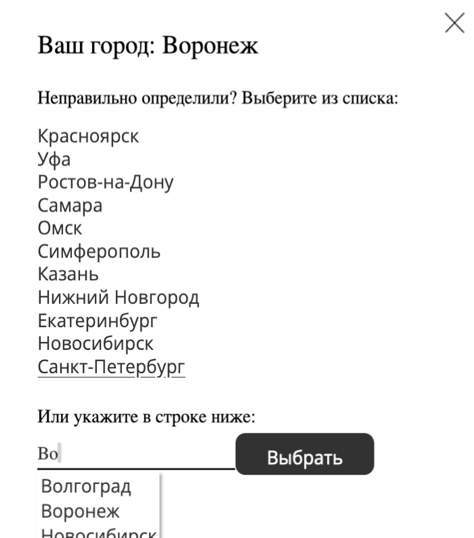 Ваш город: Воронеж
Неправильно определили? Выберите из списка:
Красноярск
Уфа
Ростов-на-Дону
Самара
Омск
Симферополь
Казань
Нижний Новгород
Екатеринбург
Новосибирск
Санкт-Петербург
Или укажите в строке ниже:
Во
Выбрать
Волгоград
Воронеж
Новосибирск